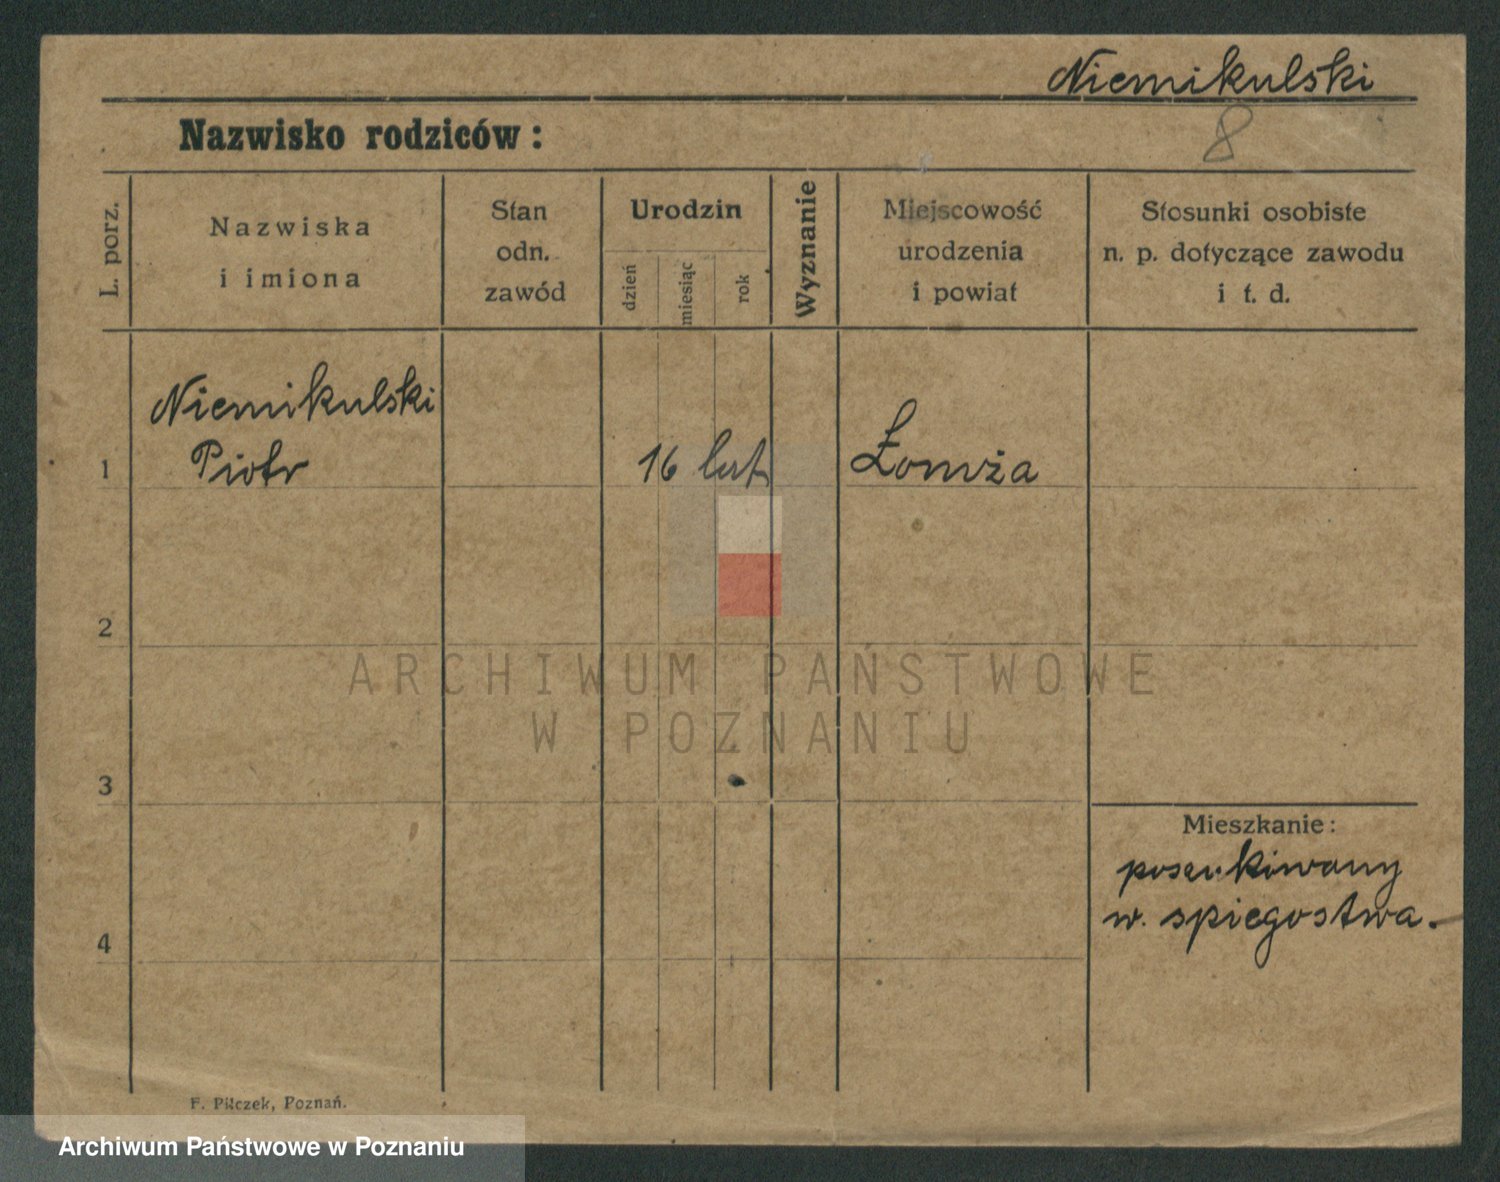 Niemikulski
8
Nazwisko rodziców:
L. porz.
Nazwiska
i imiona
Stan
odn.
zawód
Urodzin
dzień
miesiąc
rok
Wyznanie
Miejscowość
urodzenia
i powiat
Stosunki osobiste
n. p. dotyczące zawodu
i t. d.
1
Niemikulski
Piotr
16 lat
Łomża
2
ARCHIWUM PAŃSTWOWE
W POZNANIU
3
Mieszkanie:
poszukiwany
w. spiegostwa.
4
F. Pilczek, Poznań.
Archiwum Państwowe w Poznaniu